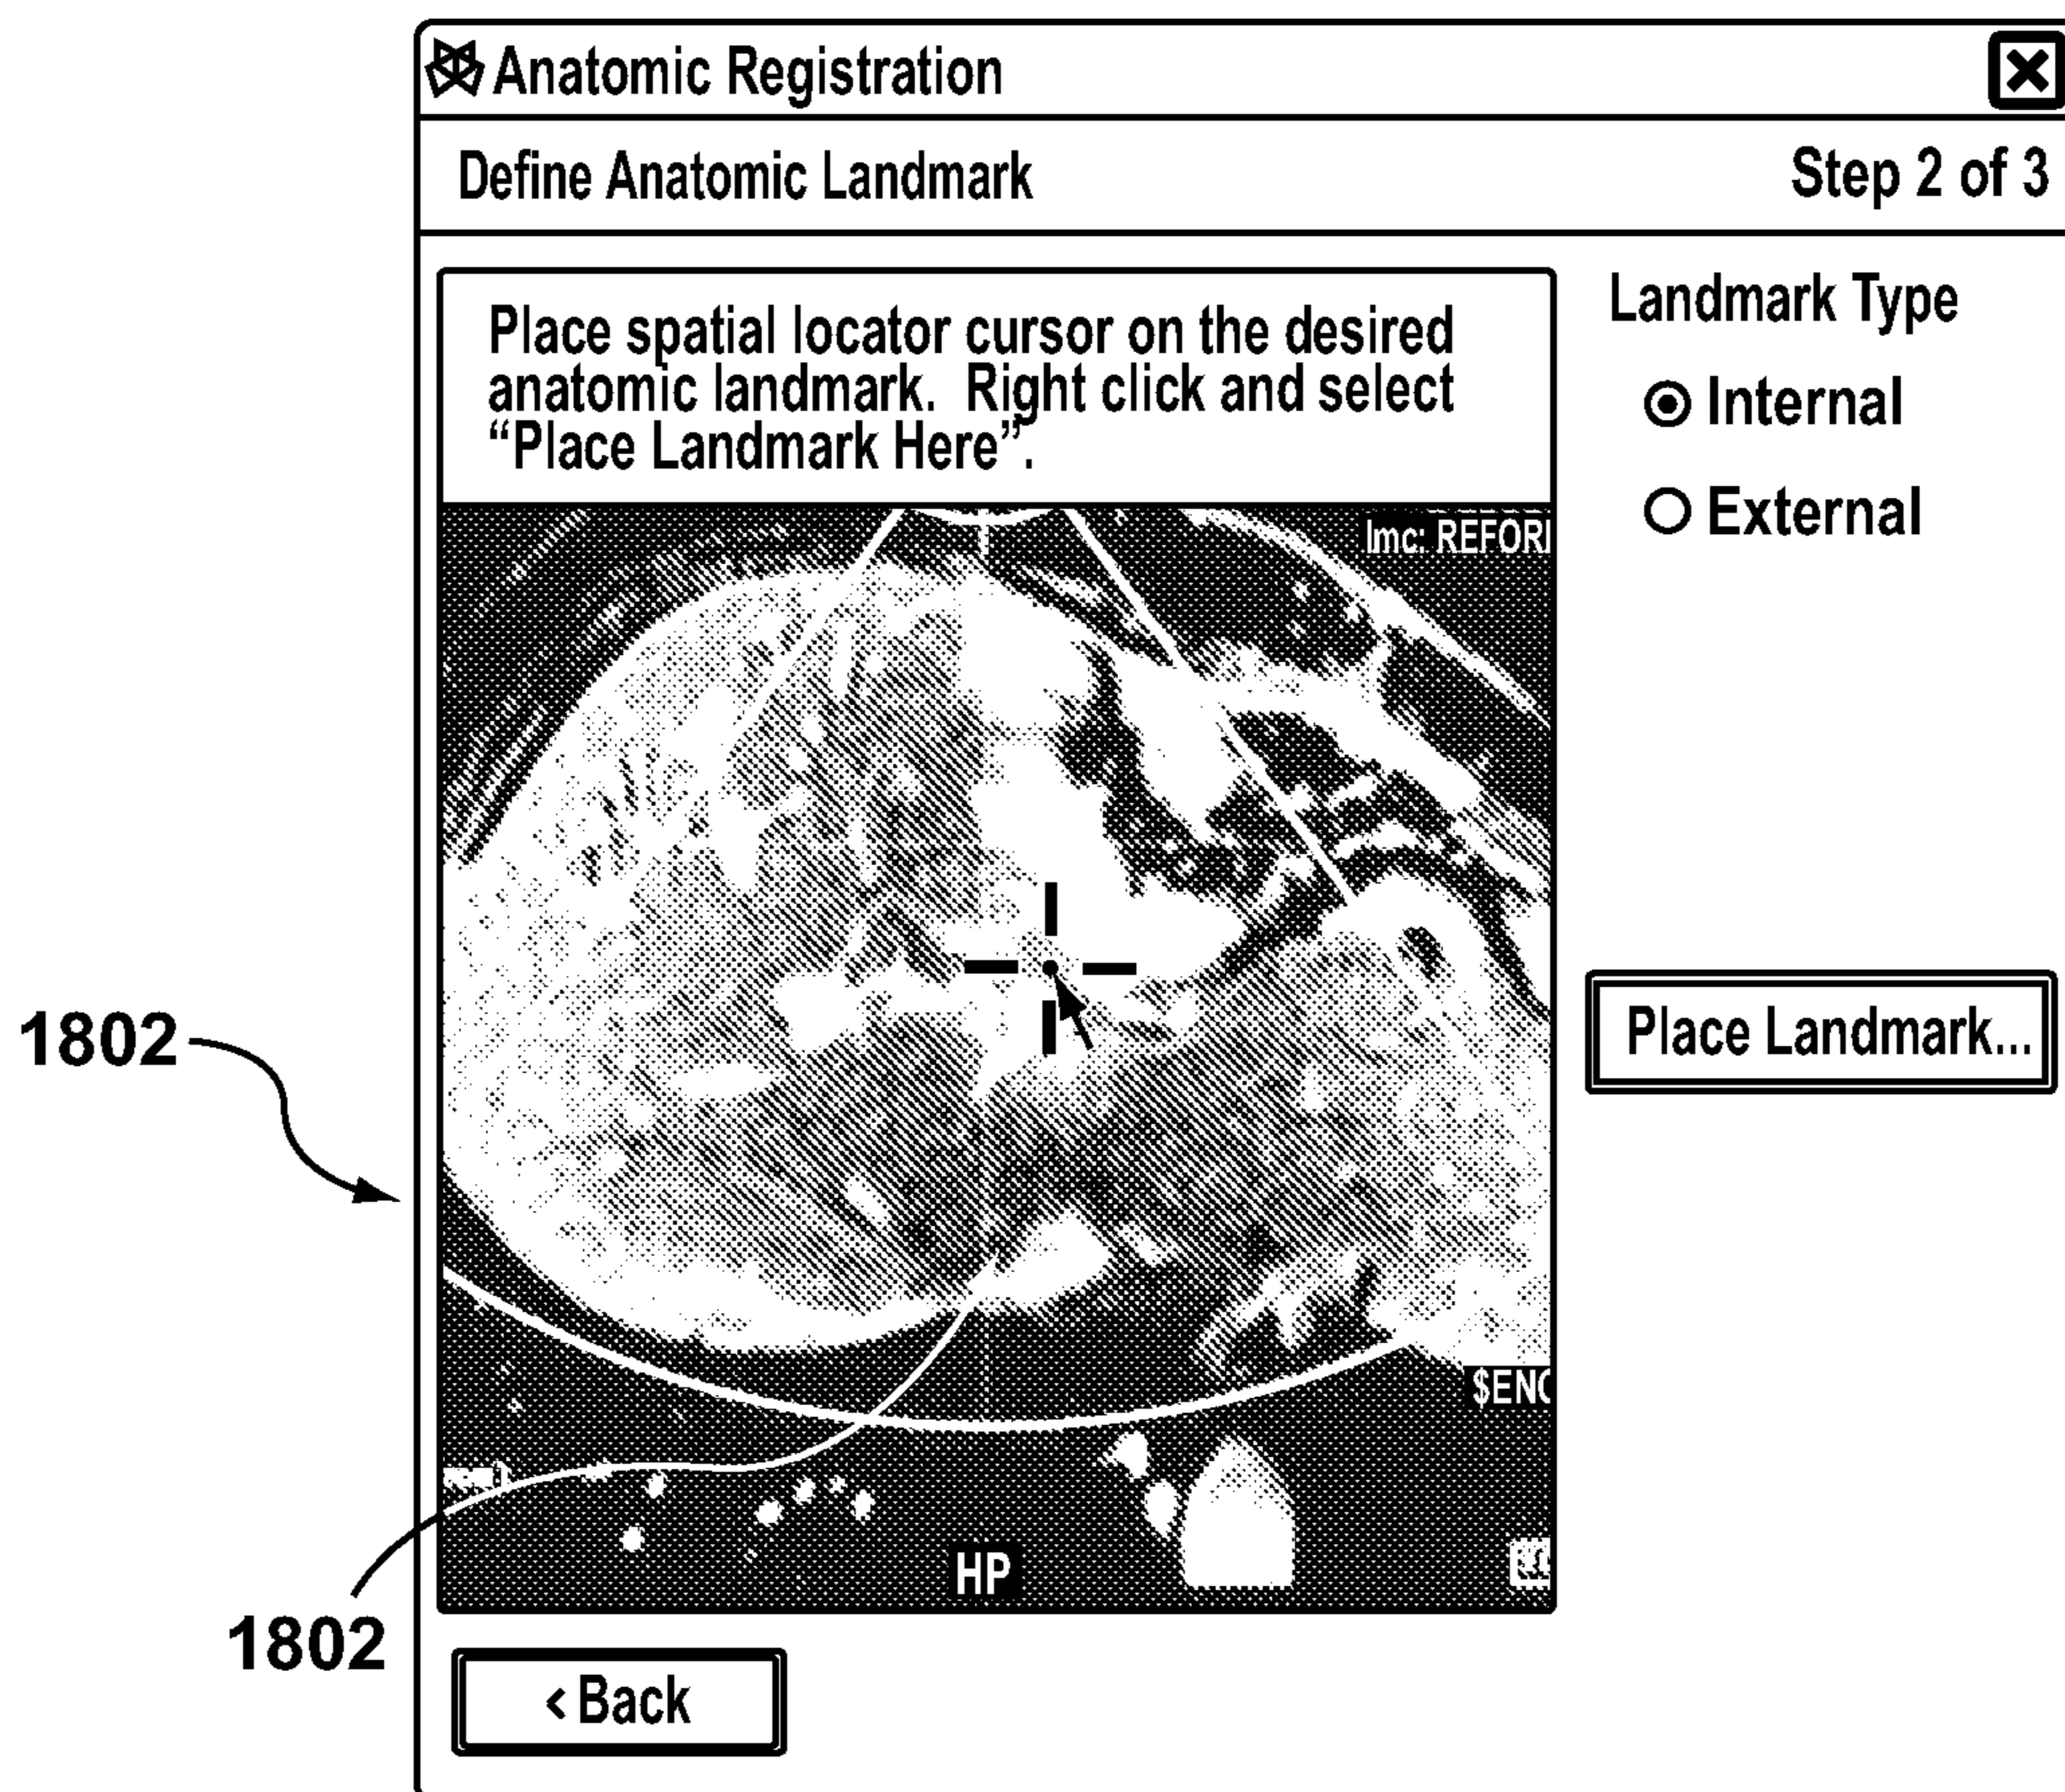 Anatomic Registration
Define Anatomic Landmark
Step 2 of 3
Place spatial locator cursor on the desired
anatomic landmark. Right click and select
“Place Landmark Here”.
Landmark Type
Internal
External
Imc: REFOR
1802
Place Landmark...
$ENC
HP
1802
< Back